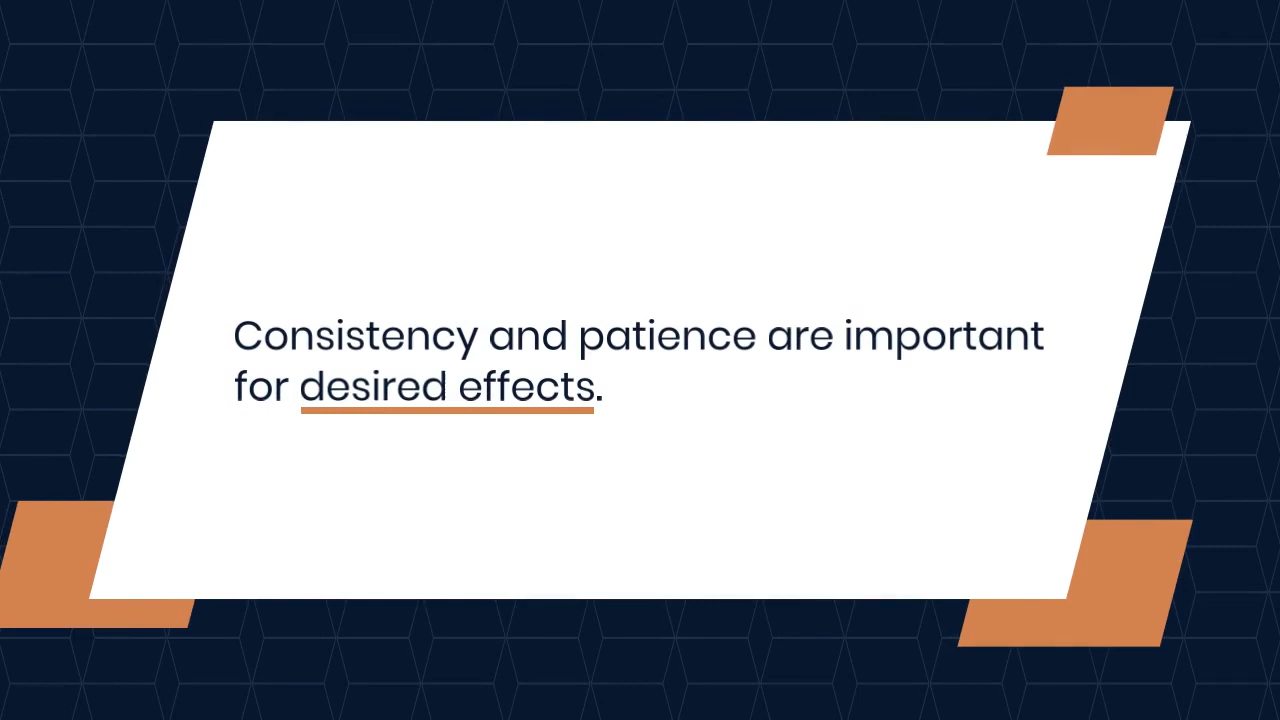 Consistency and patience are important
for desired effects.